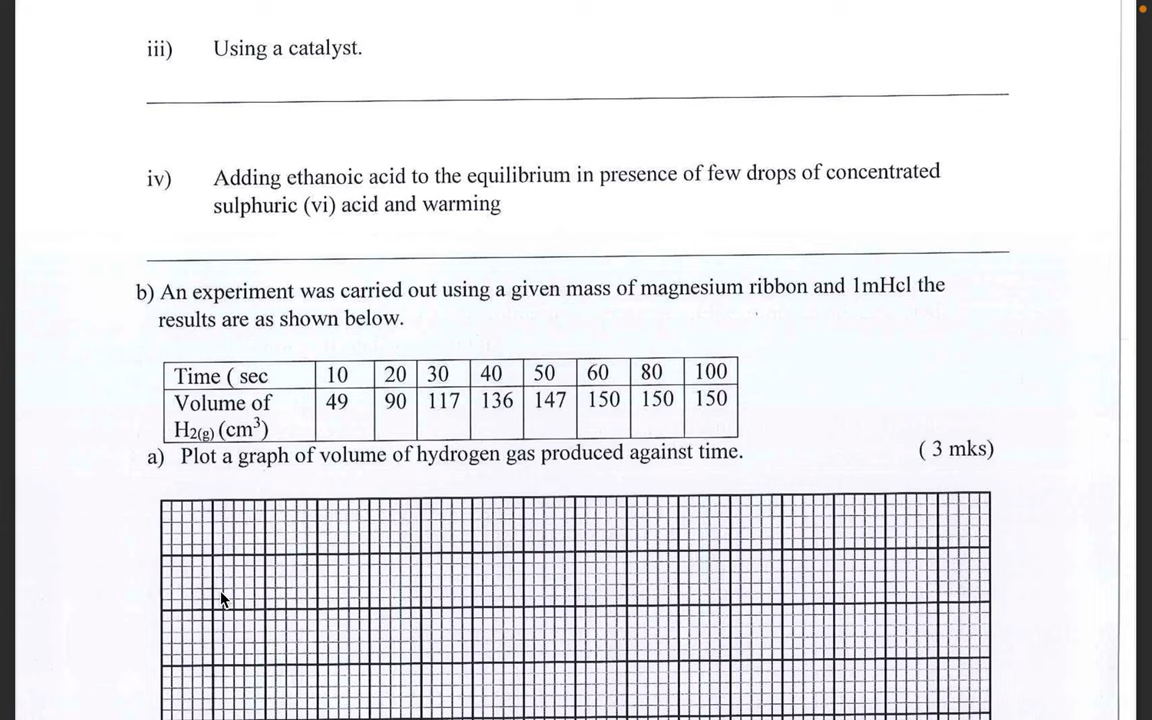 iii) Using a catalyst.
iv) Adding ethanoic acid to the equilibrium in presence of few drops of concentrated
sulphuric (vi) acid and warming
b) An experiment was carried out using a given mass of magnesium ribbon and 1mHcl the
results are as shown below.
Time ( sec 10 20 30 40 50 60 80 100
Volume of 49 90 117 136 147 150 150 150
H2(g) (cm³)
a) Plot a graph of volume of hydrogen gas produced against time. ( 3 mks)